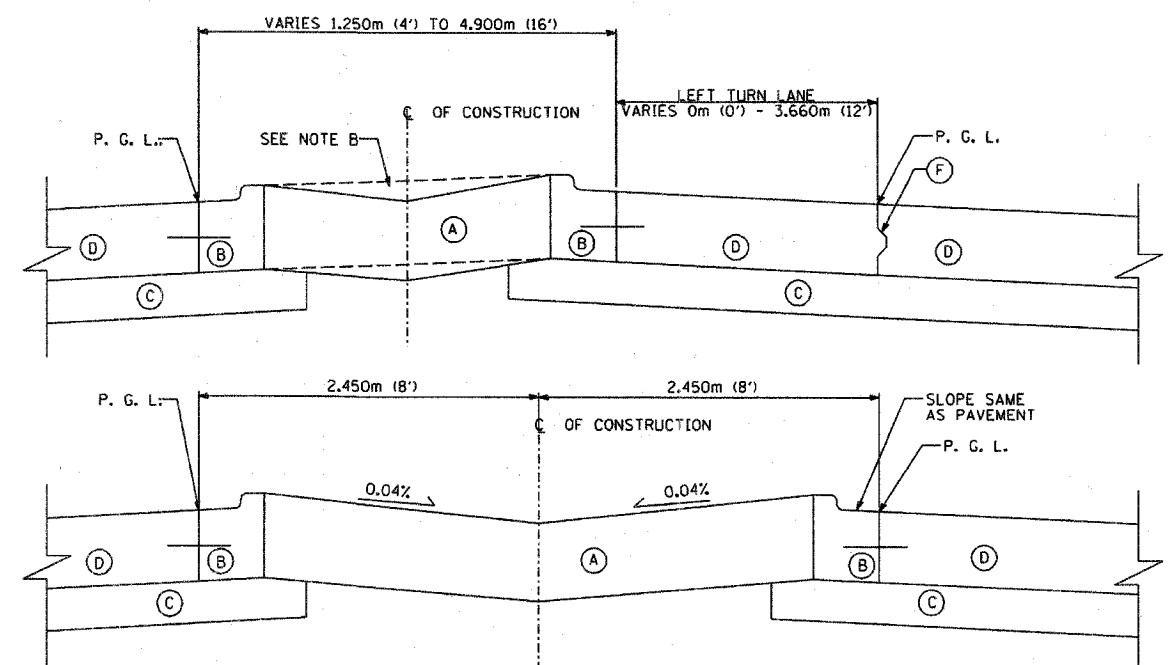 VARIES 1.250m (4') TO 4.900m (16')
LEFT TURN LANE
VARIES 0m (0') - 3.660m (12')
℄ OF CONSTRUCTION
P. G. L.
SEE NOTE B
P. G. L.
F
A
D
B
B
D
D
C
C
2.450m (8')
2.450m (8')
P. G. L.
SLOPE SAME
AS PAVEMENT
℄ OF CONSTRUCTION
P. G. L.
0.04%
0.04%
D
B
A
B
D
C
C